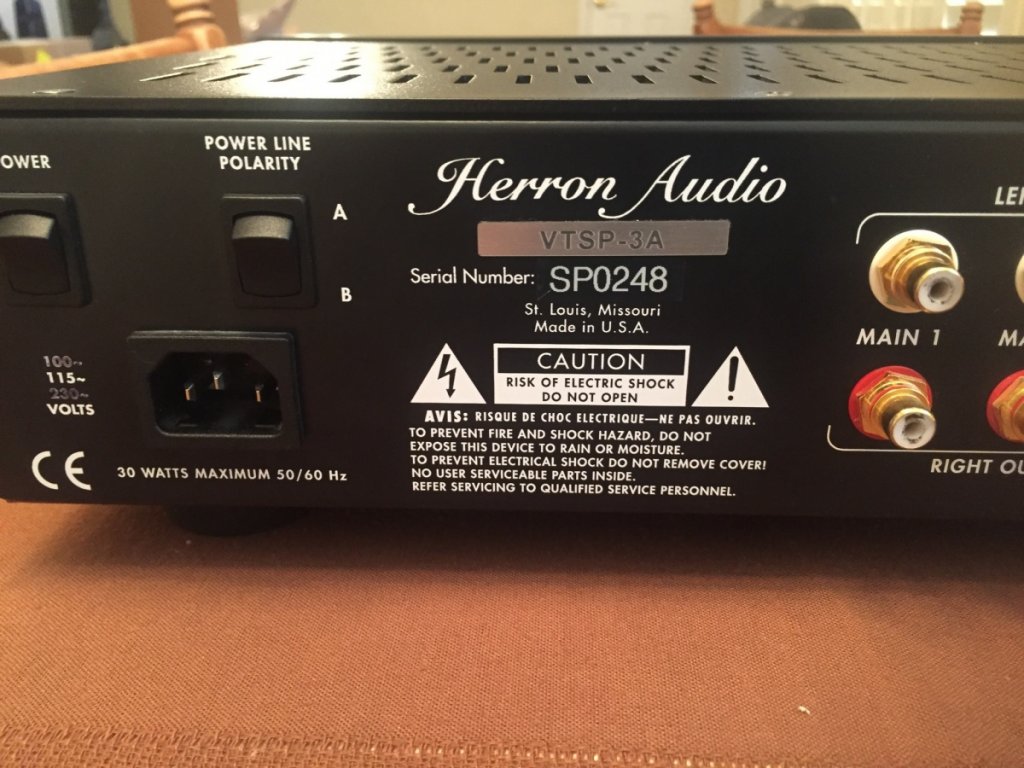 OWER
POWER LINE
POLARITY
A
B
100~
115~
230~
VOLTS
CE
30 WATTS MAXIMUM 50/60 Hz
Herron Audio
VTSP-3A
Serial Number: SP0248
St. Louis, Missouri
Made in U.S.A.
CAUTION
RISK OF ELECTRIC SHOCK
DO NOT OPEN
AVIS: RISQUE DE CHOC ELECTRIQUE—NE PAS OUVRIR.
TO PREVENT FIRE AND SHOCK HAZARD, DO NOT
EXPOSE THIS DEVICE TO RAIN OR MOISTURE.
TO PREVENT ELECTRICAL SHOCK DO NOT REMOVE COVER!
NO USER SERVICEABLE PARTS INSIDE.
REFER SERVICING TO QUALIFIED SERVICE PERSONNEL.
LE
MAIN 1
MA
RIGHT OU